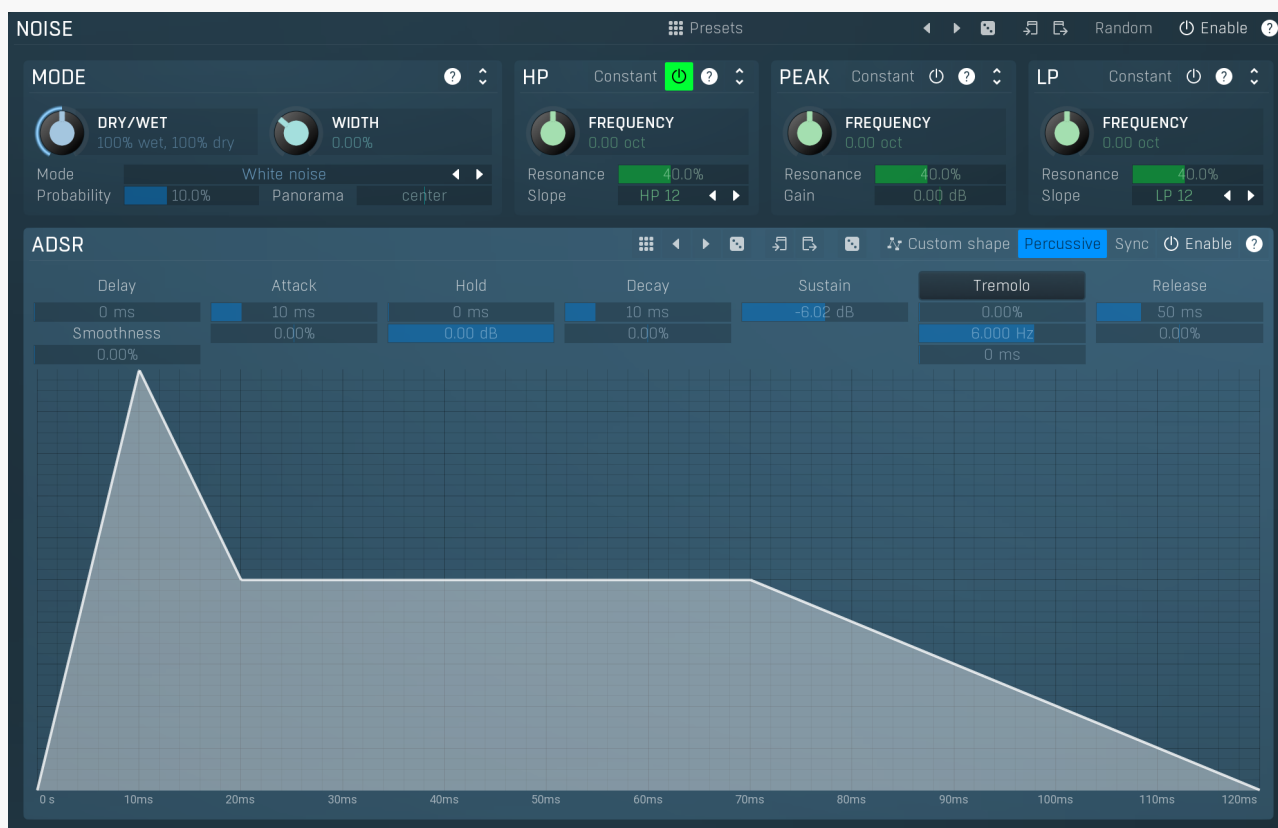 NOISE Presets Random Enable ?
MODE ? HP Constant ? PEAK Constant ? LP Constant ?
DRY/WET WIDTH FREQUENCY FREQUENCY FREQUENCY
100% wet, 100% dry 0.00% 0.00 oct 0.00 oct 0.00 oct
Mode White noise Resonance 40.0% Resonance 40.0% Resonance 40.0%
Probability 10.0% Panorama center Slope HP 12 Gain 0.00 dB Slope LP 12
ADSR Custom shape Percussive Sync Enable ?
Delay Attack Hold Decay Sustain Tremolo Release
0 ms 10 ms 0 ms 10 ms -6.02 dB 0.00% 50 ms
Smoothness 0.00% 0.00 dB 0.00% 6.000 Hz 0.00%
0.00% 0 ms
0 s 10ms 20ms 30ms 40ms 50ms 60ms 70ms 80ms 90ms 100ms 110ms 120ms